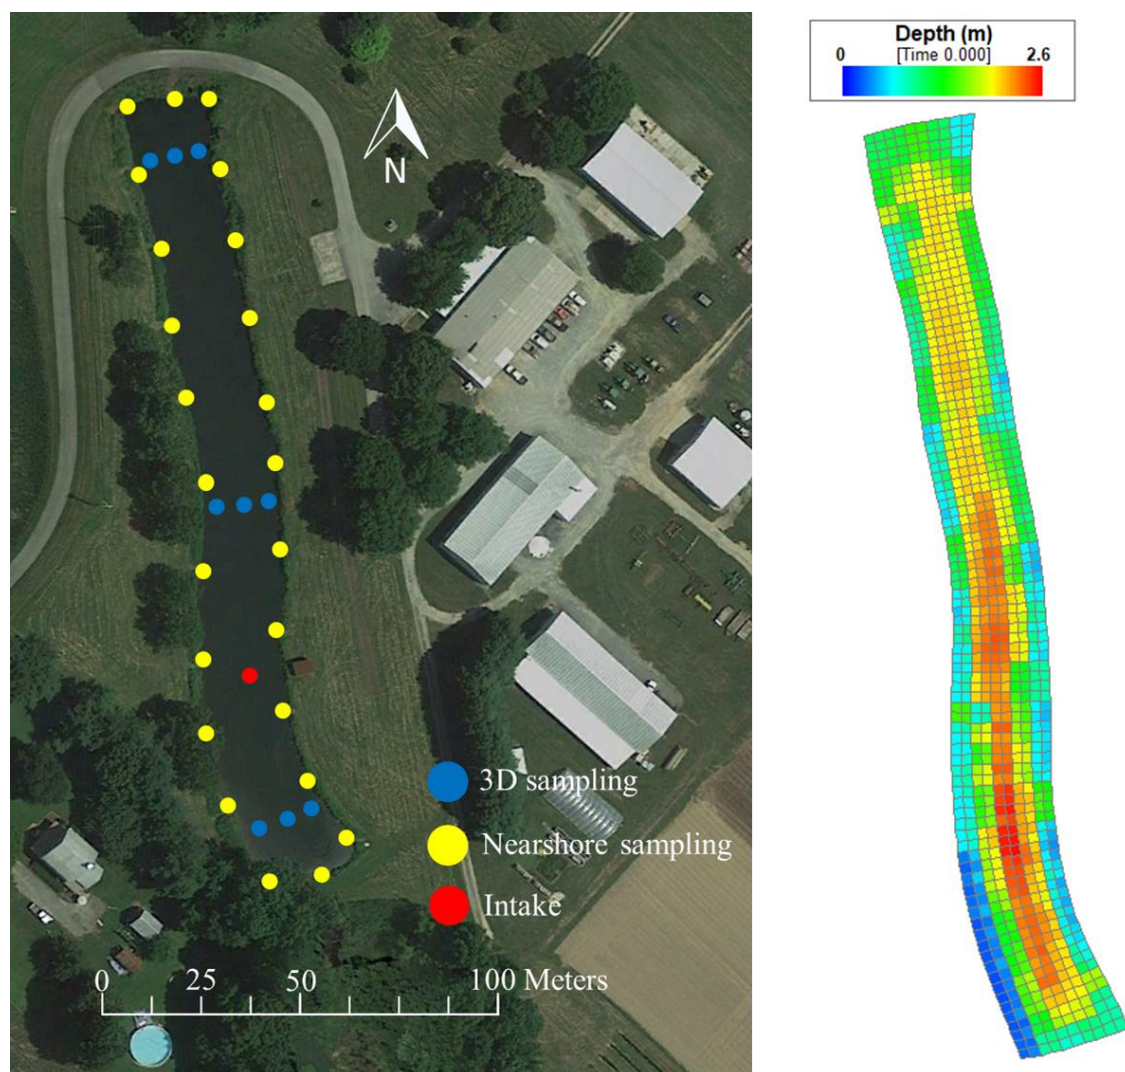 N
3D sampling
Nearshore sampling
Intake
0 25 50 100 Meters
Depth (m)
0 [Time 0.000] 2.6